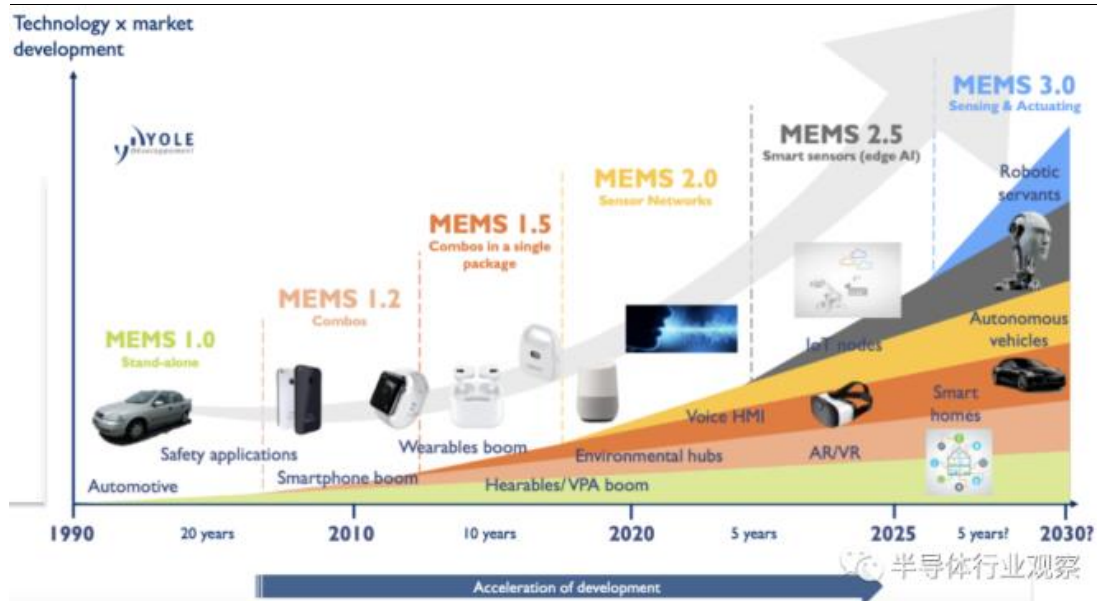 Technology x market
development
YOLE
développement
MEMS 1.0
Stand-alone
MEMS 1.2
Combos
MEMS 1.5
Combos in a single
package
MEMS 2.0
Sensor Networks
MEMS 2.5
Smart sensors (edge AI)
MEMS 3.0
Sensing & Actuating
Robotic
servants
Autonomous
vehicles
IoT nodes
Smart
homes
Voice HMI
AR/VR
Wearables boom
Environmental hubs
Safety applications
Smartphone boom
Hearables/VPA boom
Automotive
1990
20 years
2010
10 years
2020
5 years
2025
5 years?
2030?
半导体行业观察
Acceleration of development